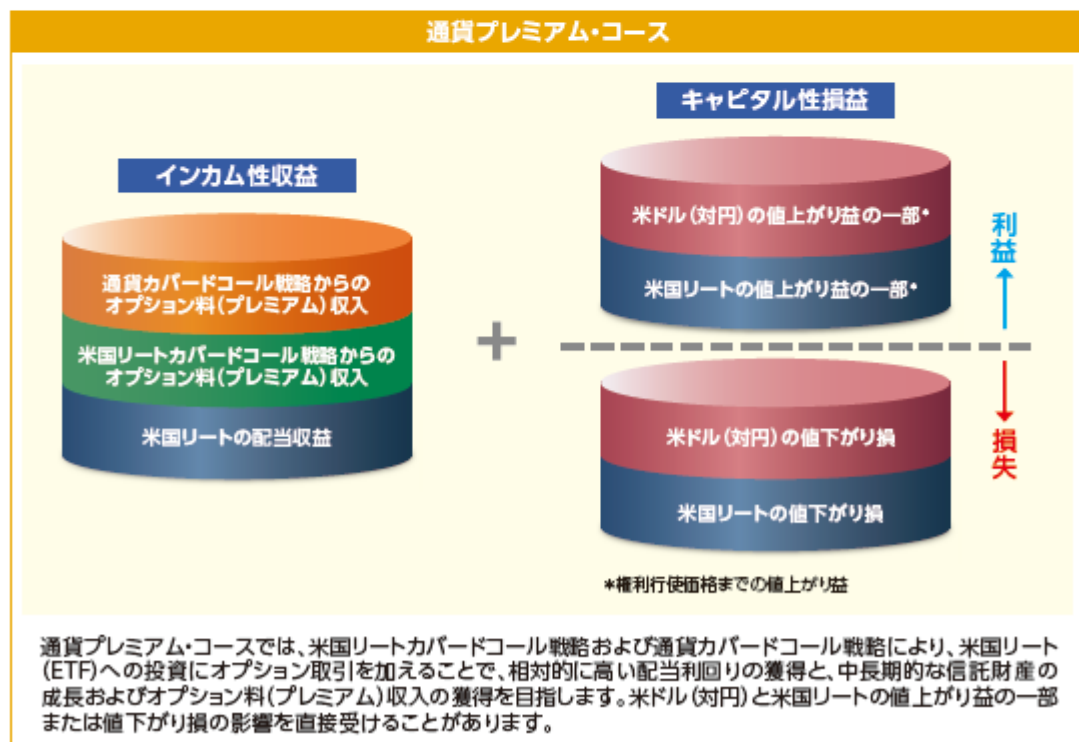 通貨プレミアム・コース
インカム性収益
通貨カバードコール戦略からの
オプション料(プレミアム)収入
米国リートカバードコール戦略からの
オプション料(プレミアム)収入
米国リートの配当収益
+
キャピタル性損益
米ドル(対円)の値上がり益の一部*
米国リートの値上がり益の一部*
利益
米ドル(対円)の値下がり損
米国リートの値下がり損
損失
*権利行使価格までの値上がり益
通貨プレミアム・コースでは、米国リートカバードコール戦略および通貨カバードコール戦略により、米国リート
(ETF)への投資にオプション取引を加えることで、相対的に高い配当利回りの獲得と、中長期的な信託財産の
成長およびオプション料(プレミアム)収入の獲得を目指します。米ドル(対円)と米国リートの値上がり益の一部
または値下がり損の影響を直接受けることがあります。